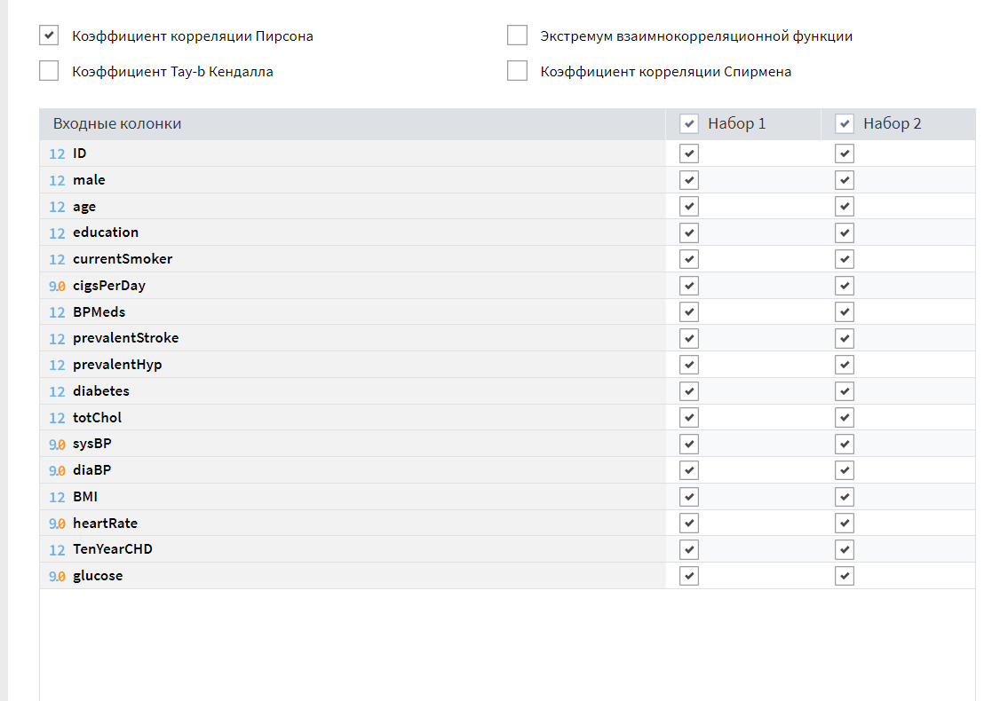 Коэффициент корреляции Пирсона
Экстремум взаимнокорреляционной функции
Коэффициент Тау-b Кендалла
Коэффициент корреляции Спирмена
Входные колонки Набор 1 Набор 2
12 ID
12 male
12 age
12 education
12 currentSmoker
9.0 cigsPerDay
12 BPMeds
12 prevalentStroke
12 prevalentHyp
12 diabetes
12 totChol
9.0 sysBP
9.0 diaBP
12 BMI
9.0 heartRate
12 TenYearCHD
9.0 glucose